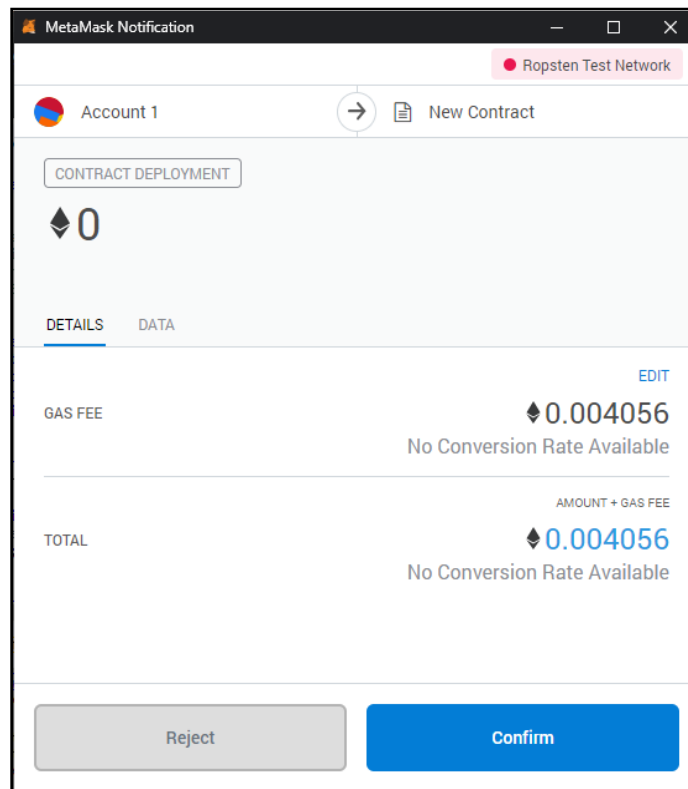 MetaMask Notification
Ropsten Test Network
Account 1
New Contract
CONTRACT DEPLOYMENT
0
DETAILS DATA
EDIT
GAS FEE
0.004056
No Conversion Rate Available
AMOUNT + GAS FEE
TOTAL
0.004056
No Conversion Rate Available
Reject
Confirm